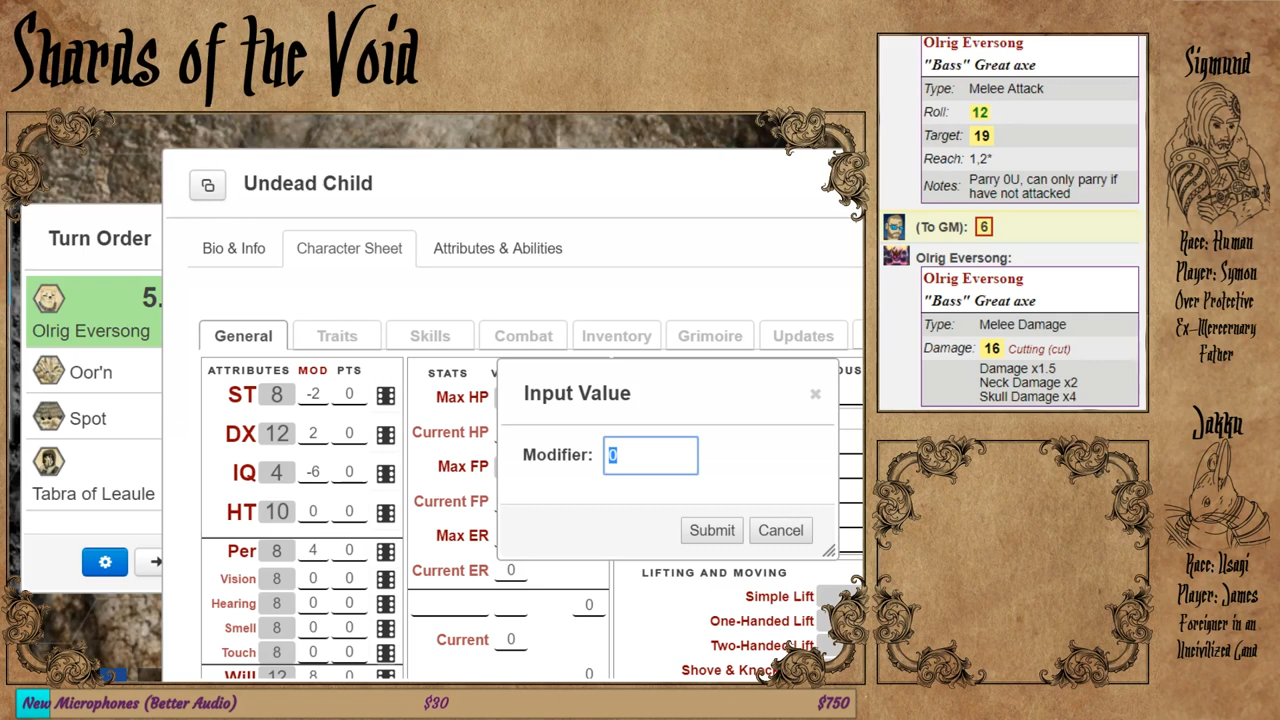 Shards of the Void
Turn Order
5.
Olrig Eversong
Oor'n
Spot
Tabra of Leaule
Undead Child
Bio & Info
Character Sheet
Attributes & Abilities
General
Traits
Skills
Combat
Inventory
Grimoire
Updates
ATTRIBUTES MOD PTS
ST 8 -2 0
DX 12 2 0
IQ 4 -6 0
HT 10 0 0
Per 8 4 0
Vision 8 0 0
Hearing 8 0 0
Smell 8 0 0
Touch 8 0 0
Will 12 8 0
STATS V
Max HP
Current HP
Max FP
Current FP
Max ER
Current ER 0
0
Current 0
0
Input Value
Modifier: 0
Submit
Cancel
LIFTING AND MOVING
Simple Lift
One-Handed Lift
Two-Handed Lift
Shove & Knoc
Olrig Eversong
"Bass" Great axe
Type: Melee Attack
Roll: 12
Target: 19
Reach: 1,2*
Notes: Parry 0U, can only parry if
have not attacked
(To GM): 6
Olrig Eversong:
Olrig Eversong
"Bass" Great axe
Type: Melee Damage
Damage: 16 Cutting (cut)
Damage x1.5
Neck Damage x2
Skull Damage x4
Sigmund
Race: Human
Player: Symon
Over Protective
Ex-Mercernary
Father
Jakku
Race: Usagi
Player: James
Foreigner in an
Uncivilized Land
New Microphones (Better Audio)
$30
$750